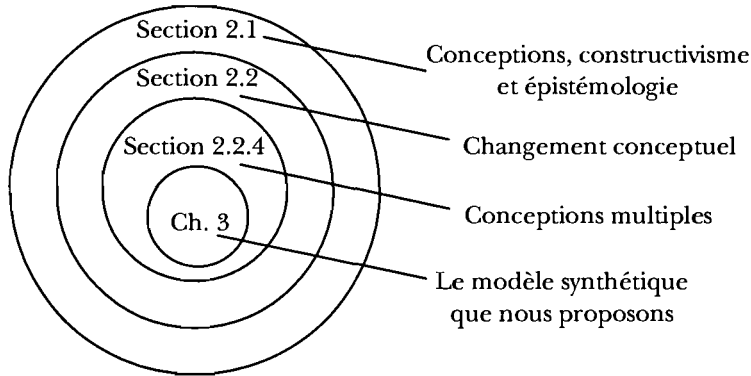 Section 2.1
Conceptions, constructivisme
et épistémologie
Section 2.2
Changement conceptuel
Section 2.2.4
Conceptions multiples
Ch. 3
Le modèle synthétique
que nous proposons